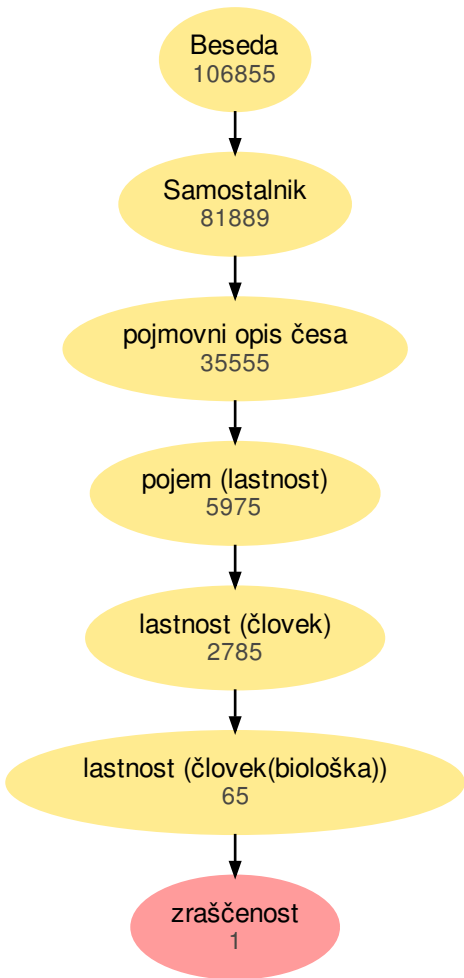 Beseda
106855
Samostalnik
81889
pojmovni opis česa
35555
pojem (lastnost)
5975
lastnost (človek)
2785
lastnost (človek(biološka))
65
zraščenost
1